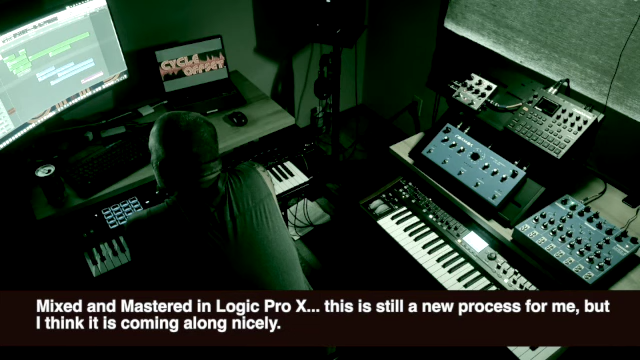 CYCLE
OFFSET
Mixed and Mastered in Logic Pro X... this is still a new process for me, but
I think it is coming along nicely.